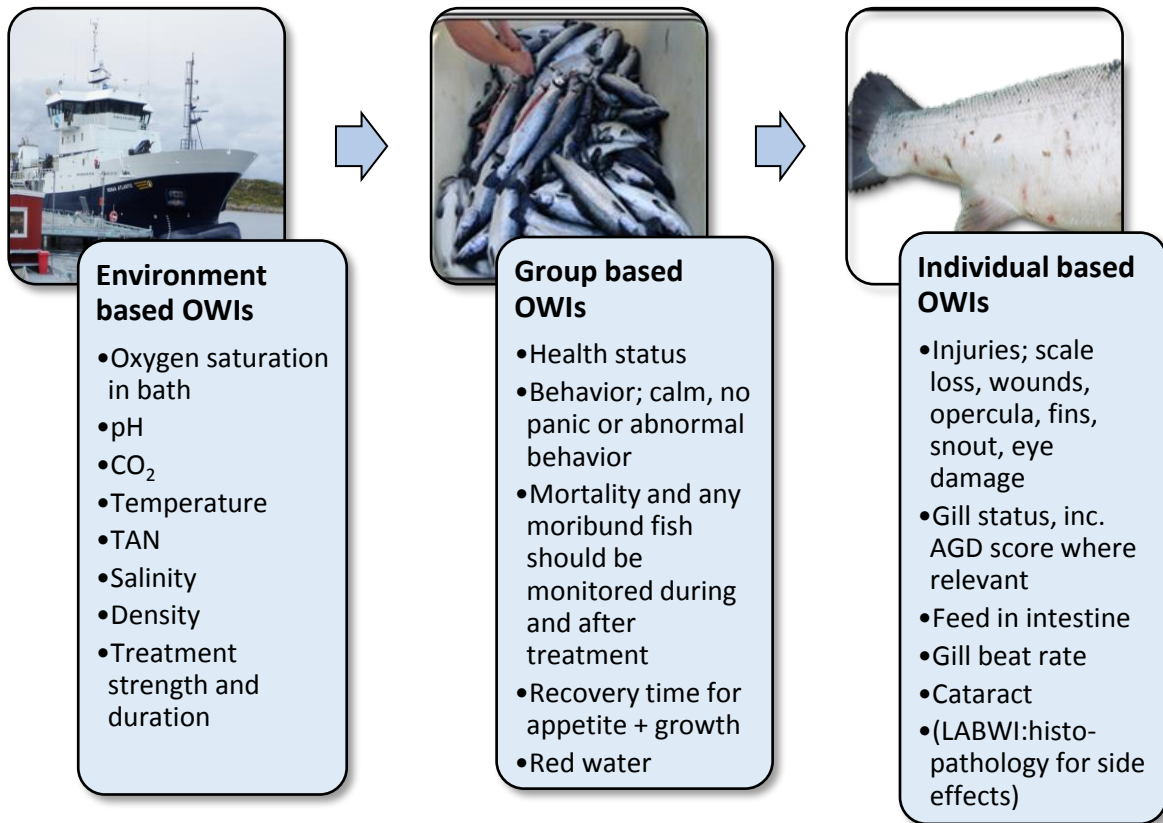 Environment
based OWIs
•Oxygen saturation
in bath
•pH
•CO₂
•Temperature
•TAN
•Salinity
•Density
•Treatment
strength and
duration
Group based
OWIs
•Health status
•Behavior; calm, no
panic or abnormal
behavior
•Mortality and any
moribund fish
should be
monitored during
and after
treatment
•Recovery time for
appetite + growth
•Red water
Individual based
OWIs
•Injuries; scale
loss, wounds,
opercula, fins,
snout, eye
damage
•Gill status, inc.
AGD score where
relevant
•Feed in intestine
•Gill beat rate
•Cataract
•(LABWI:histo-
pathology for side
effects)